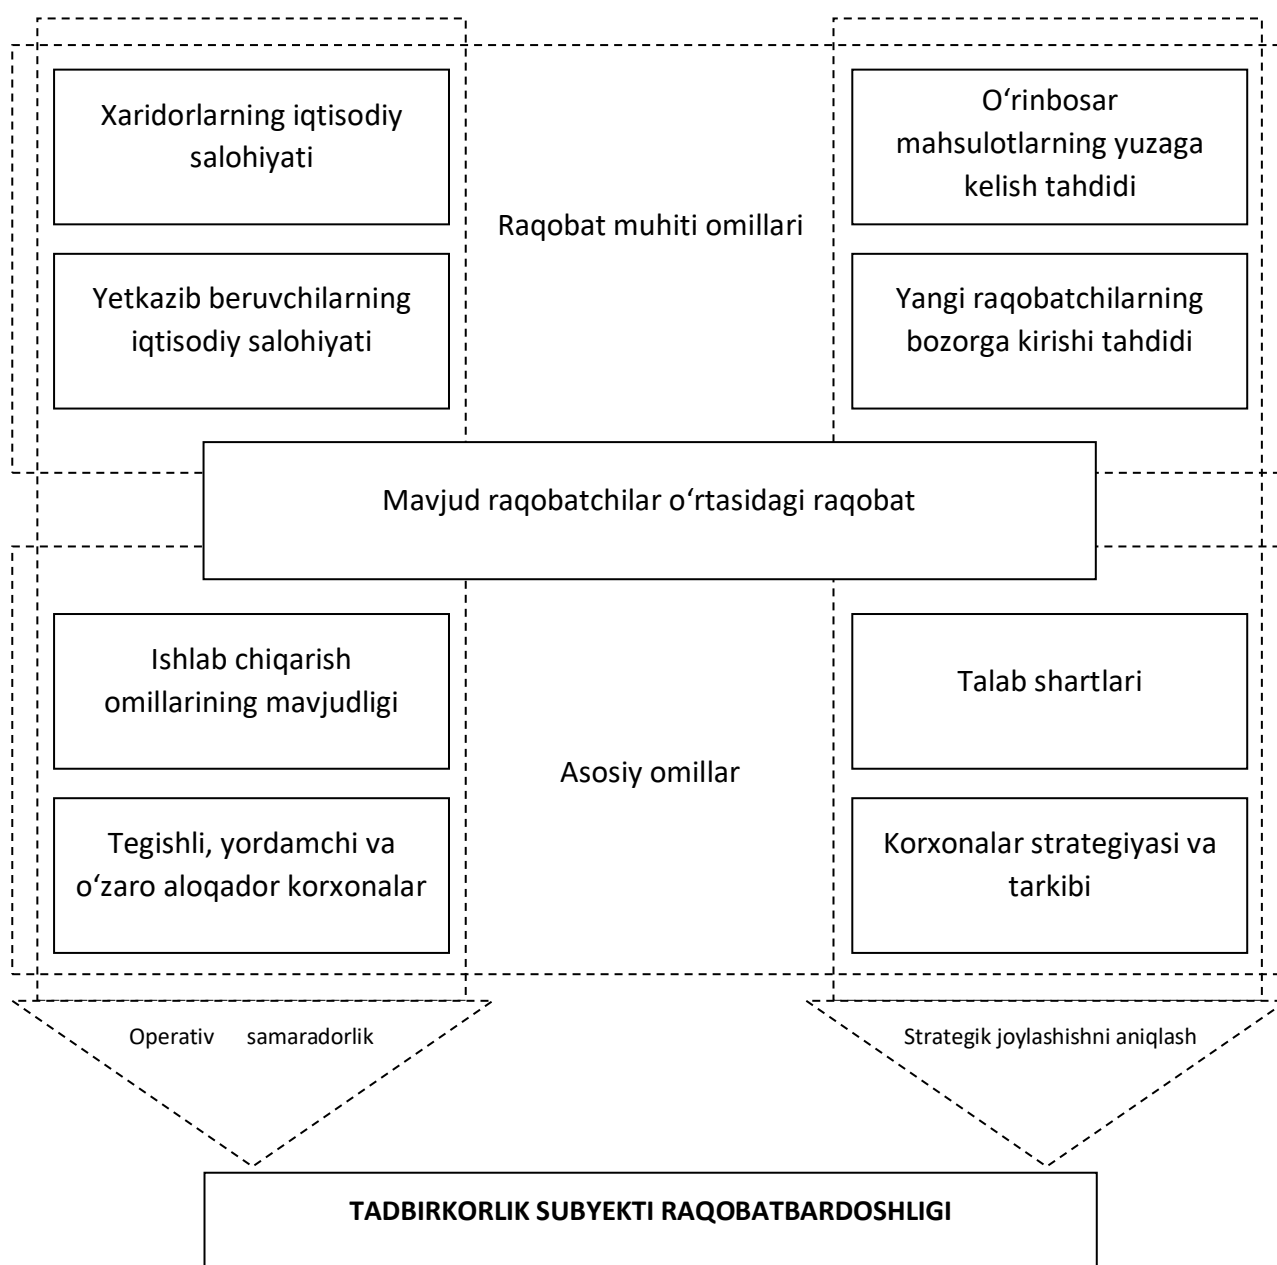 Xaridorlarning iqtisodiy
salohiyati
O‘rinbosar
mahsulotlarning yuzaga
kelish tahdidi
Raqobat muhiti omillari
Yetkazib beruvchilarning
iqtisodiy salohiyati
Yangi raqobatchilarning
bozorga kirishi tahdidi
Mavjud raqobatchilar o‘rtasidagi raqobat
Ishlab chiqarish
omillarining mavjudligi
Talab shartlari
Asosiy omillar
Tegishli, yordamchi va
o‘zaro aloqador korxonalar
Korxonalar strategiyasi va
tarkibi
Operativ samaradorlik
Strategik joylashishni aniqlash
TADBIRKORLIK SUBYEKTI RAQOBATBARDOSHLIGI